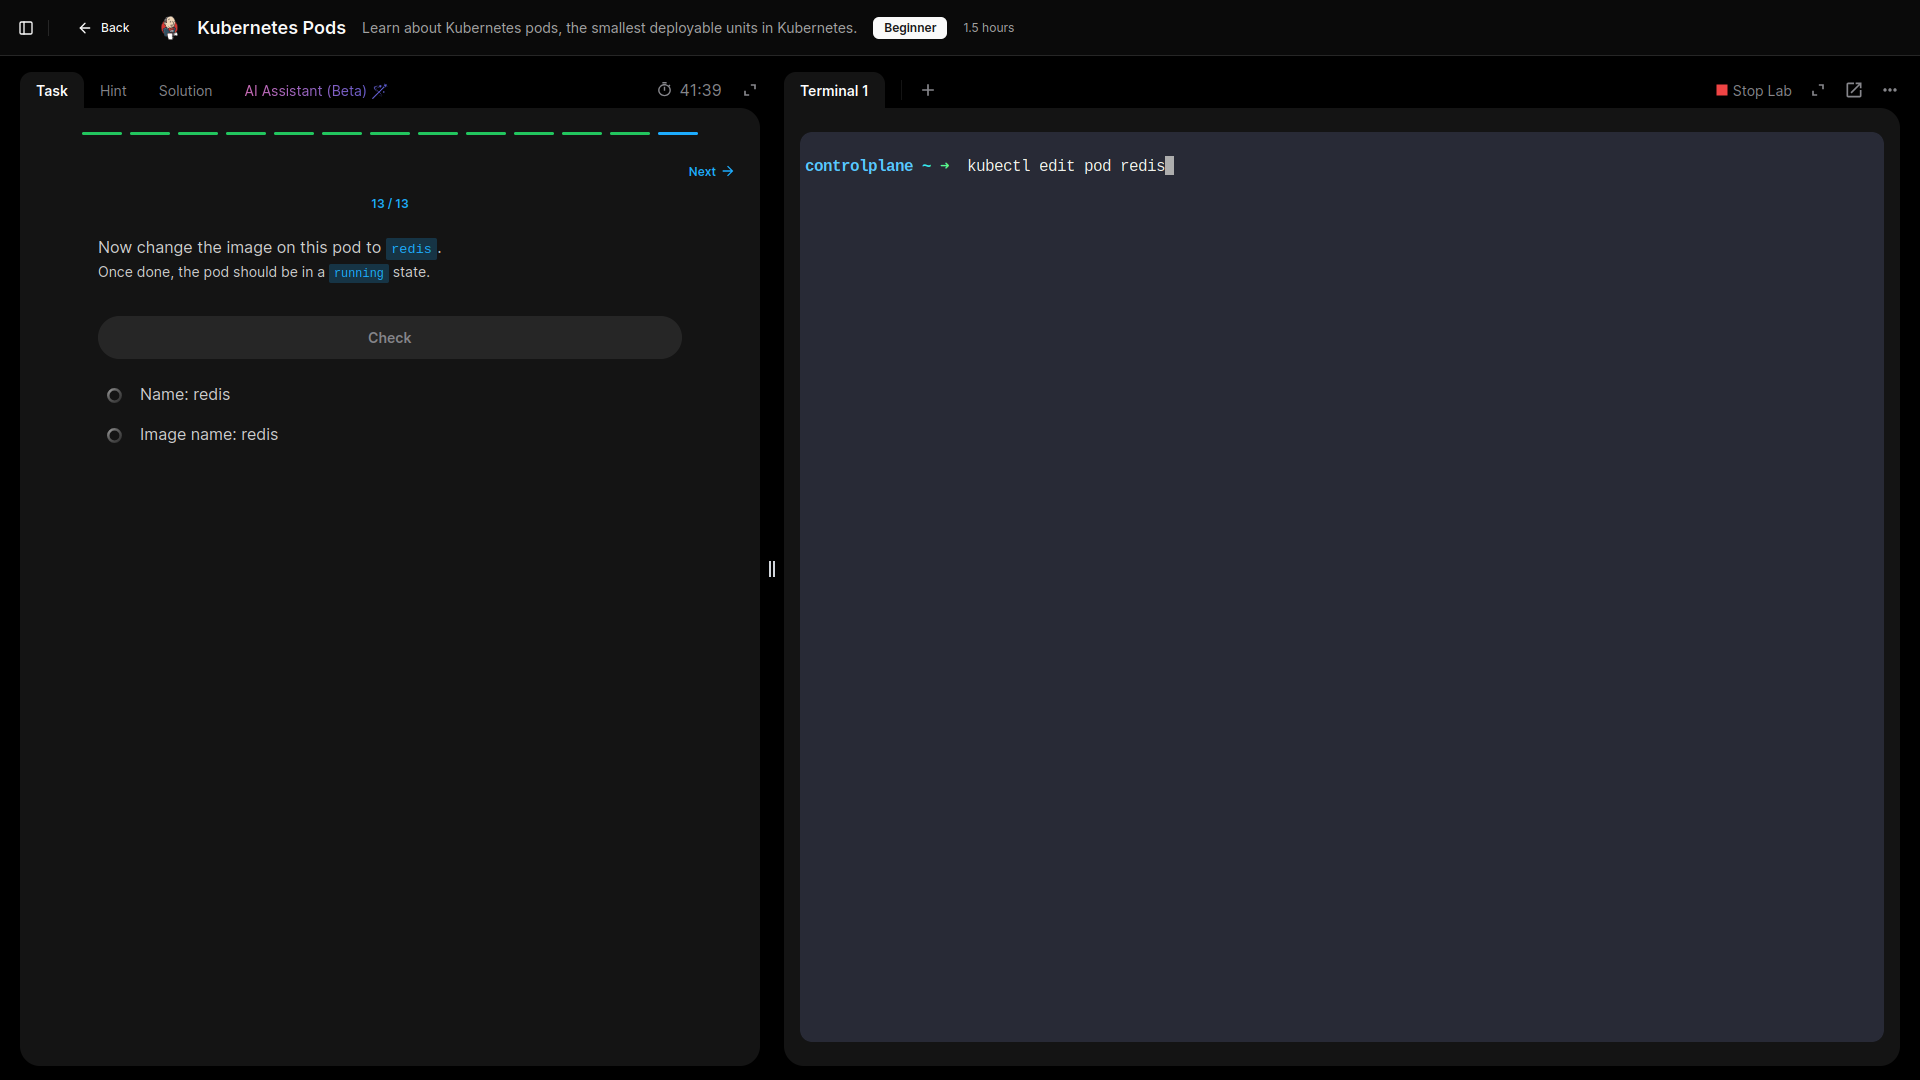 Back
Kubernetes Pods
Learn about Kubernetes pods, the smallest deployable units in Kubernetes.
Beginner
1.5 hours
Task
Hint
Solution
AI Assistant (Beta)
41:39
Next
13 / 13
Now change the image on this pod to redis.
Once done, the pod should be in a running state.
Check
Name: redis
Image name: redis
Terminal 1
Stop Lab
controlplane ~ ➜ kubectl edit pod redis